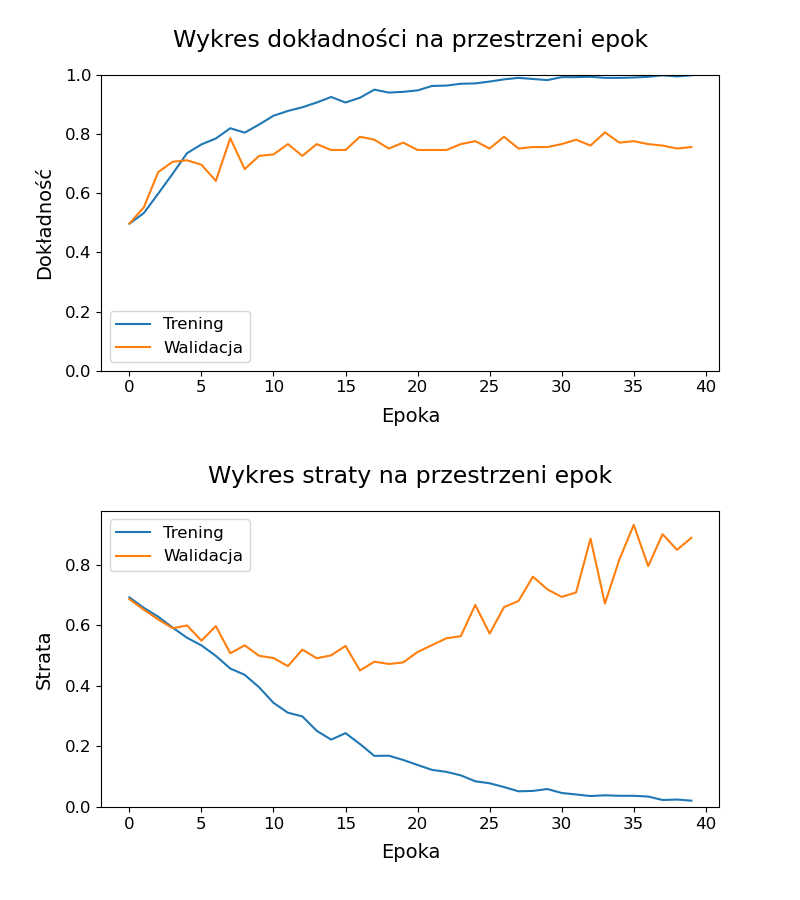 Wykres dokładności na przestrzeni epok
1.0
0.8
0.6
0.4
0.2
0.0
Dokładność
Trening
Walidacja
0 5 10 15 20 25 30 35 40
Epoka
Wykres straty na przestrzeni epok
Trening
Walidacja
0.8
0.6
0.4
0.2
0.0
Strata
0 5 10 15 20 25 30 35 40
Epoka